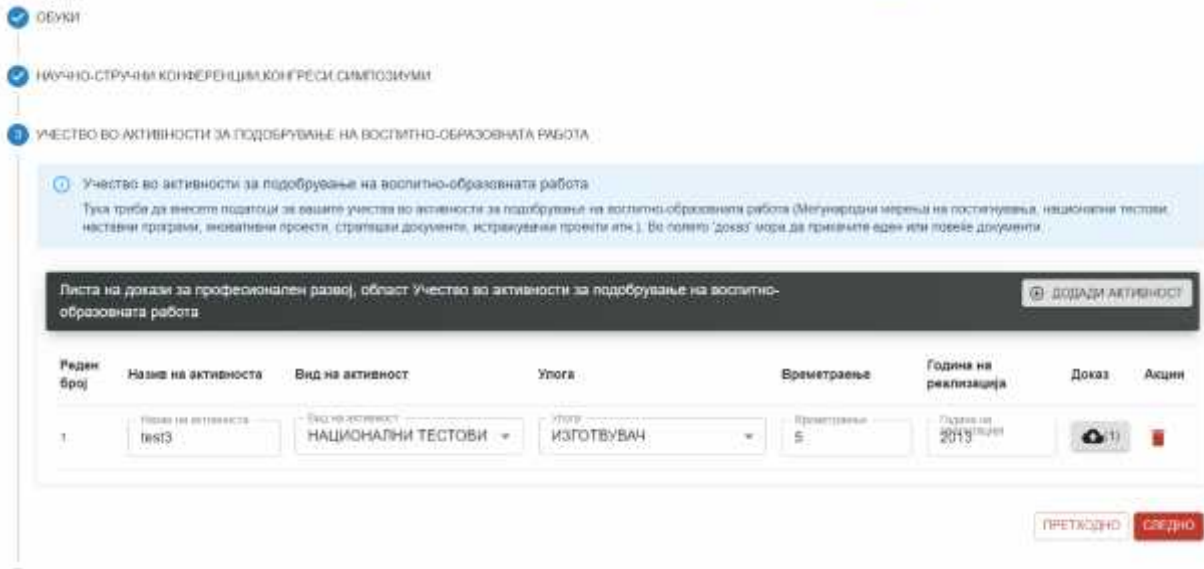 ОБУКИ
НАУЧНО-СТРУЧНИ КОНФЕРЕНЦИИ,КОНГРЕСИ,СИМПОЗИУМИ
3 УЧЕСТВО ВО АКТИВНОСТИ ЗА ПОДОБРУВАЊЕ НА ВОСПИТНО-ОБРАЗОВНАТА РАБОТА
Учество во активности за подобрување на воспитно-образовната работа
Тука треба да внесете податоци за вашите учества во активности за подобрување на воспитно-образовната работа (Меѓународни мерења на постигнувања, национални тестови,
наставни програми, иновативни проекти, стратешки документи, истражувачки проекти итн.). Во полето 'доказ' мора да прикачите еден или повеќе документи.
Листа на докази за професионален развој, област Учество во активности за подобрување на воспитно-
образовната работа
ДОДАДИ АКТИВНОСТ
Реден број Назив на активноста Вид на активност Улога Времетраење Година на реализација Доказ Акции
Назив на активноста Вид на активност Улога Времетраење Година на реализација
1 test3 НАЦИОНАЛНИ ТЕСТОВИ ИЗГОТВУВАЧ 5 2013 (1)
ПРЕТХОДНО СЛЕДНО